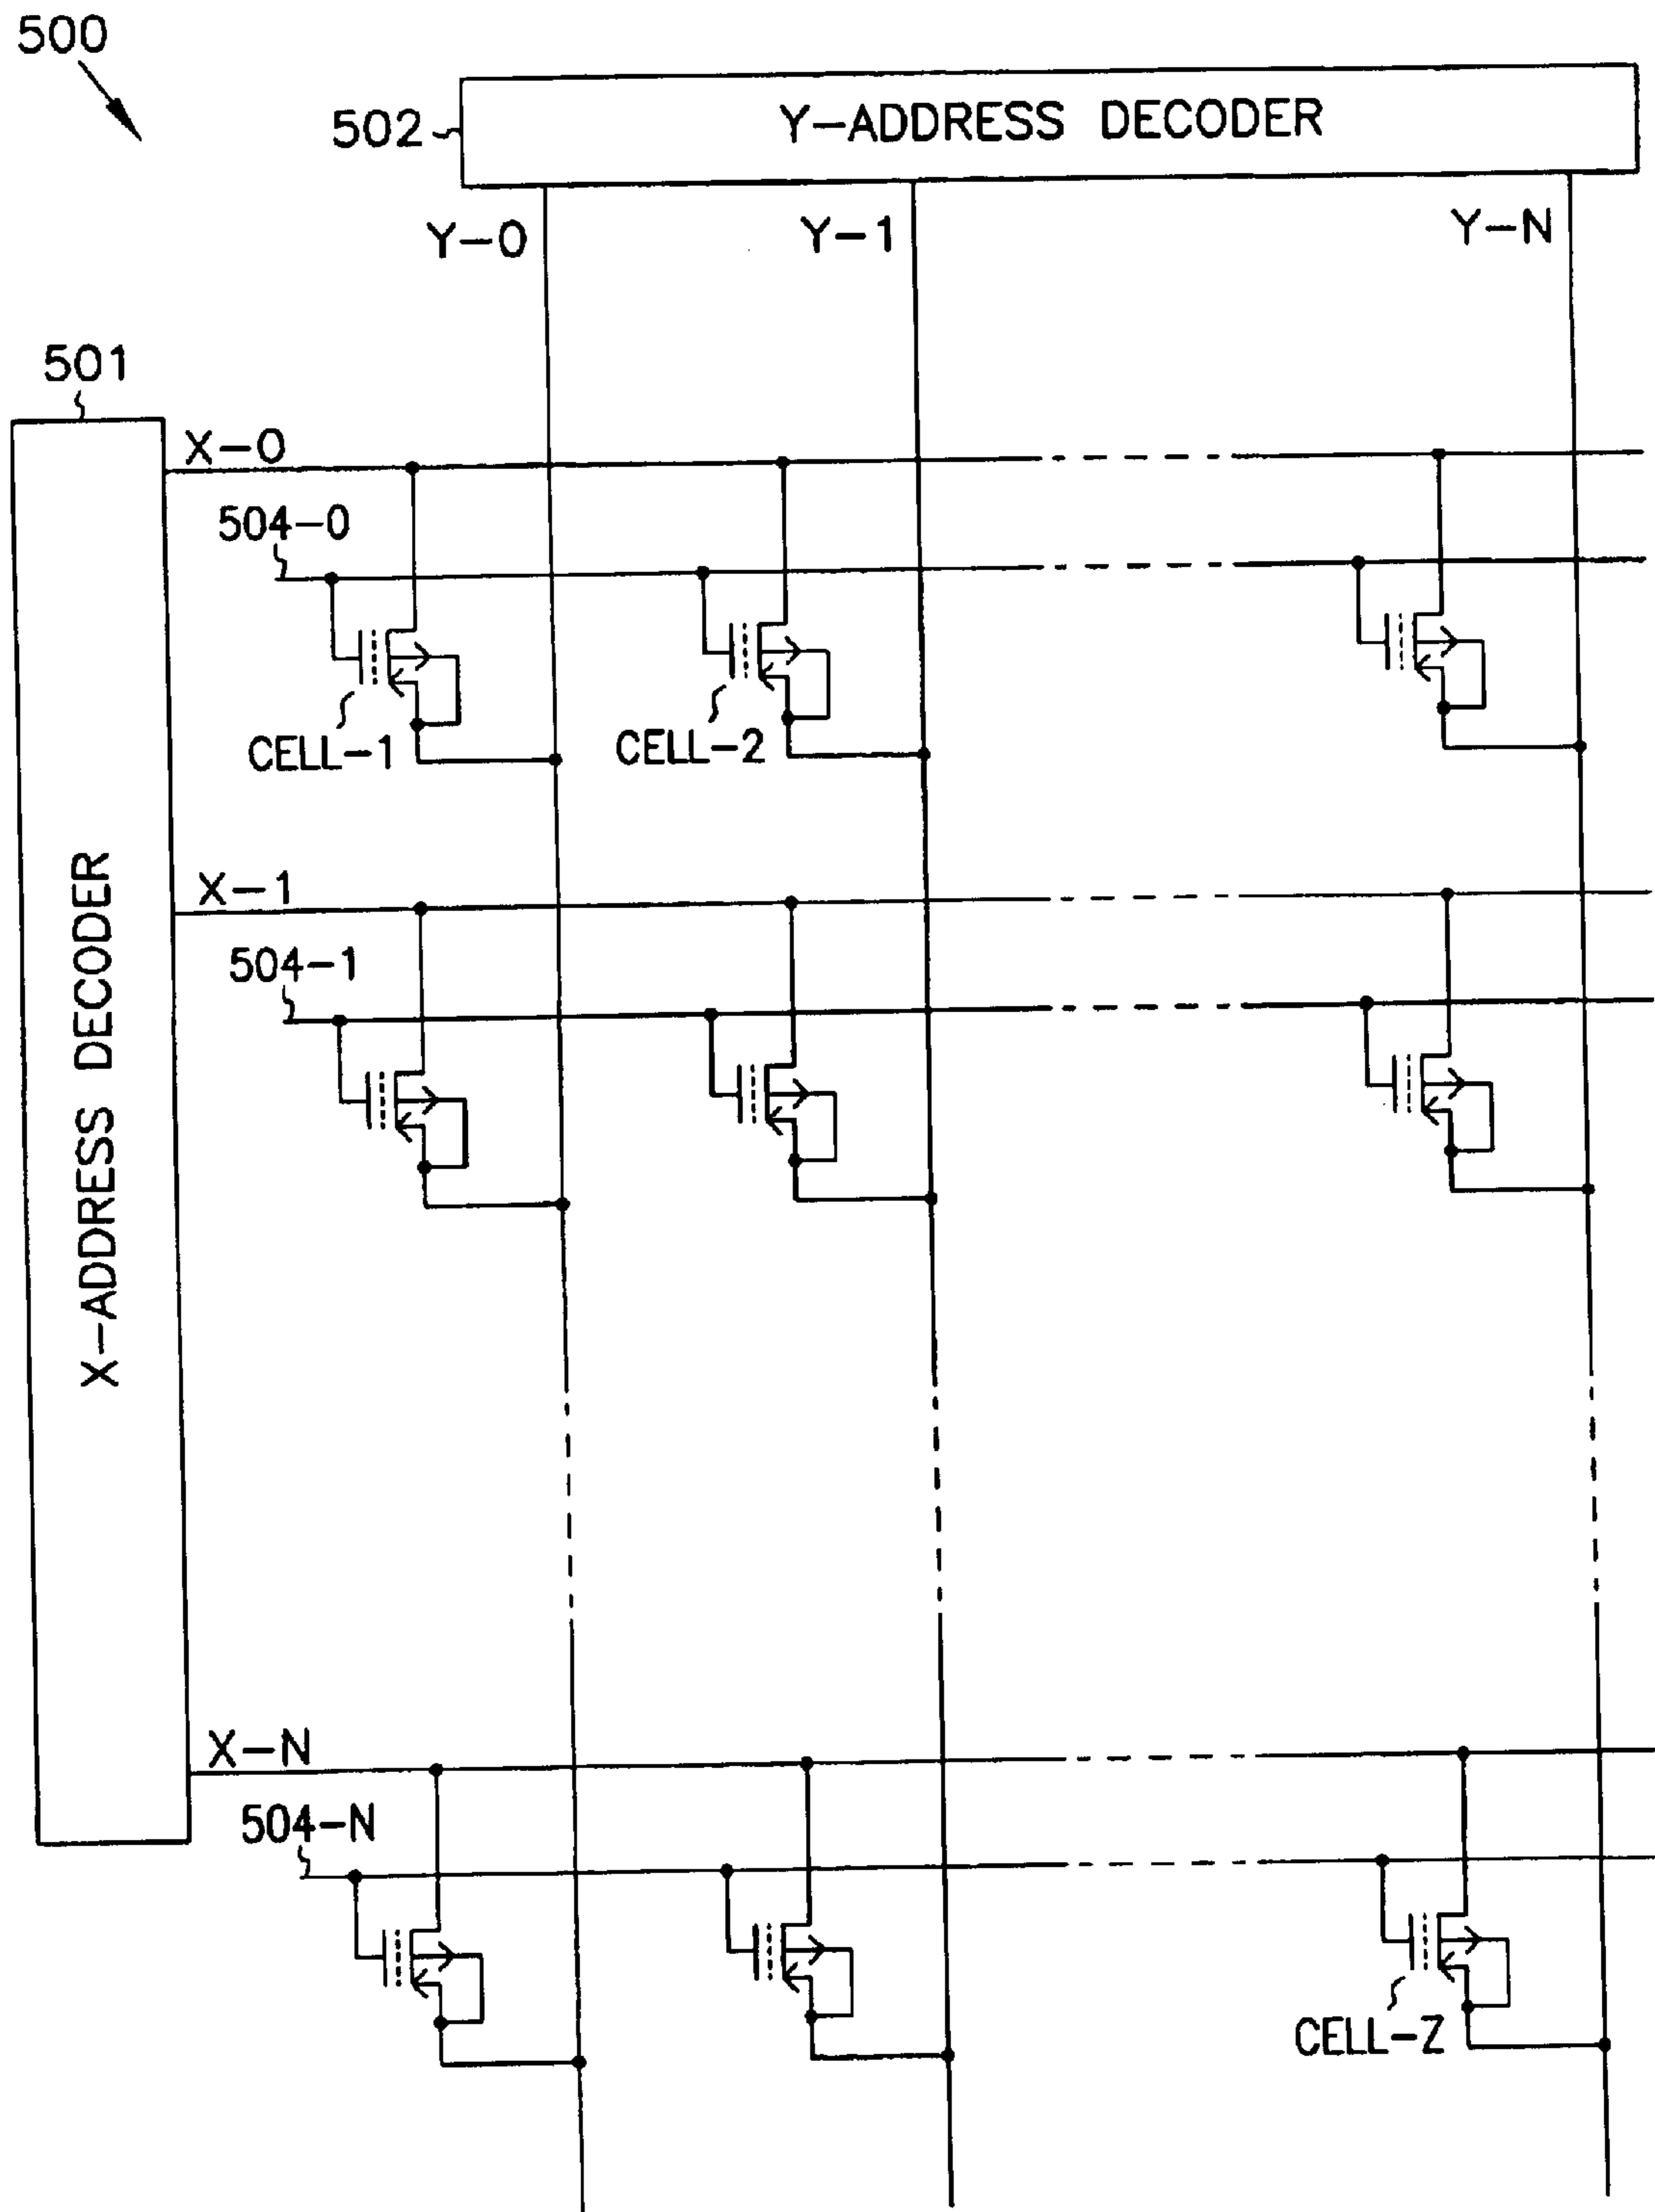 500
502
Y-ADDRESS DECODER
Y-0
Y-1
Y-N
501
X-ADDRESS DECODER
X-0
504-0
CELL-1
CELL-2
X-1
504-1
X-N
504-N
CELL-Z